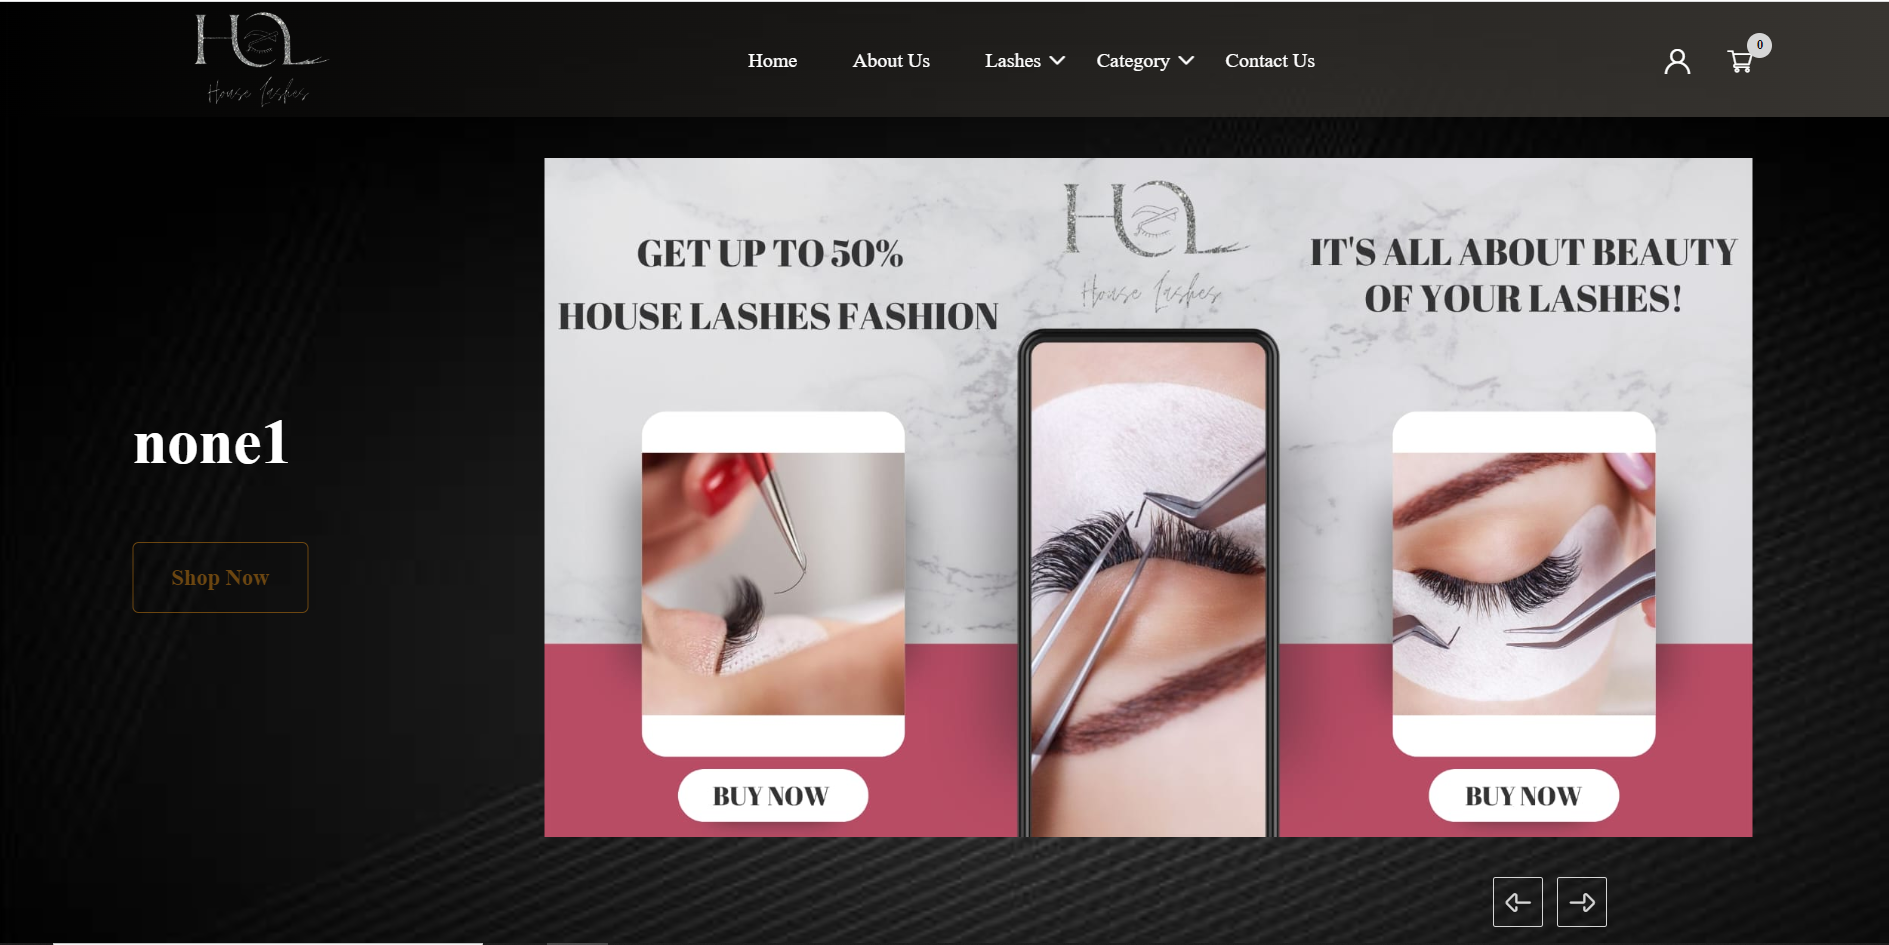 HL
House Lashes
Home
About Us
Lashes
Category
Contact Us
0
none1
Shop Now
GET UP TO 50%
HOUSE LASHES FASHION
HL
House Lashes
IT'S ALL ABOUT BEAUTY
OF YOUR LASHES!
BUY NOW
BUY NOW